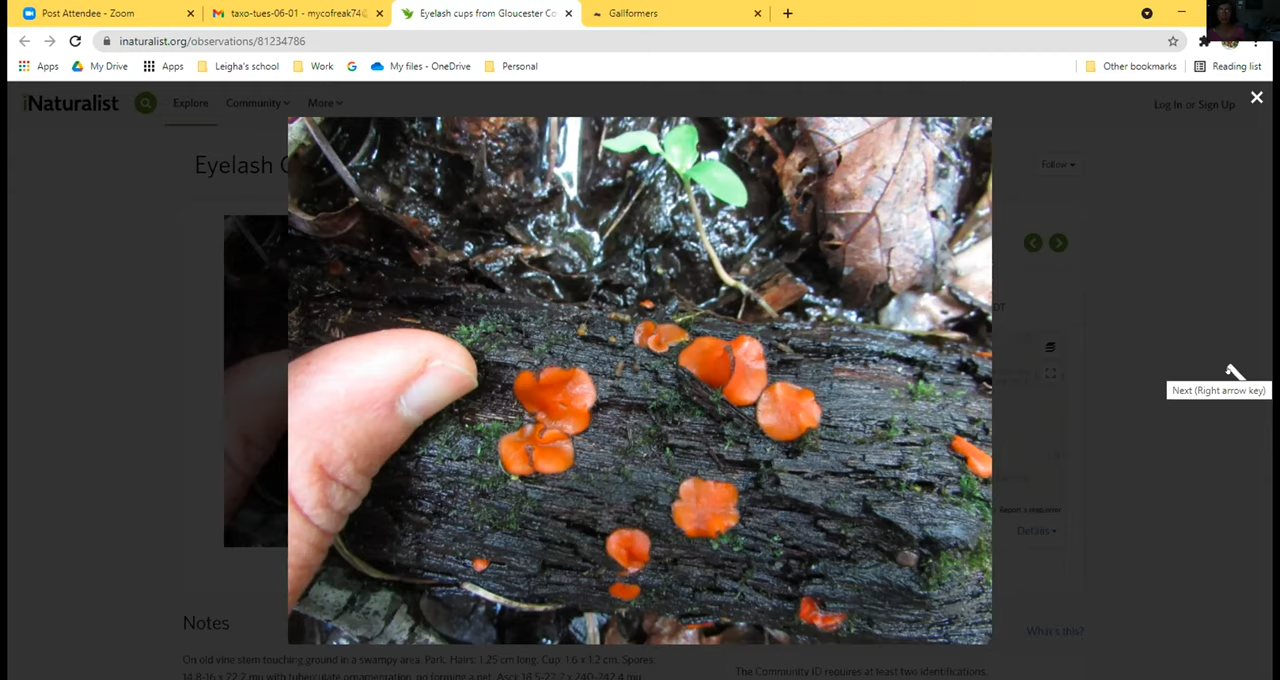 Post Attendee - Zoom
taxo-tues-06-01 - mycofreak74@
Eyelash cups from Gloucester Co
Gallformers
inaturalist.org/observations/81234786
Apps
My Drive
Apps
Leigha's school
Work
My files - OneDrive
Personal
Other bookmarks
Reading list
iNaturalist
Explore
Community
More
Log In or Sign Up
Eyelash C
Follow
DT
Next (Right arrow key)
Details
Notes
What's this?
On old vine stem touching ground in a swampy area. Park. Hairs: 1.25 cm long. Cup: 1.6 x 1.2 cm. Spores:
The Community ID requires at least two identifications.